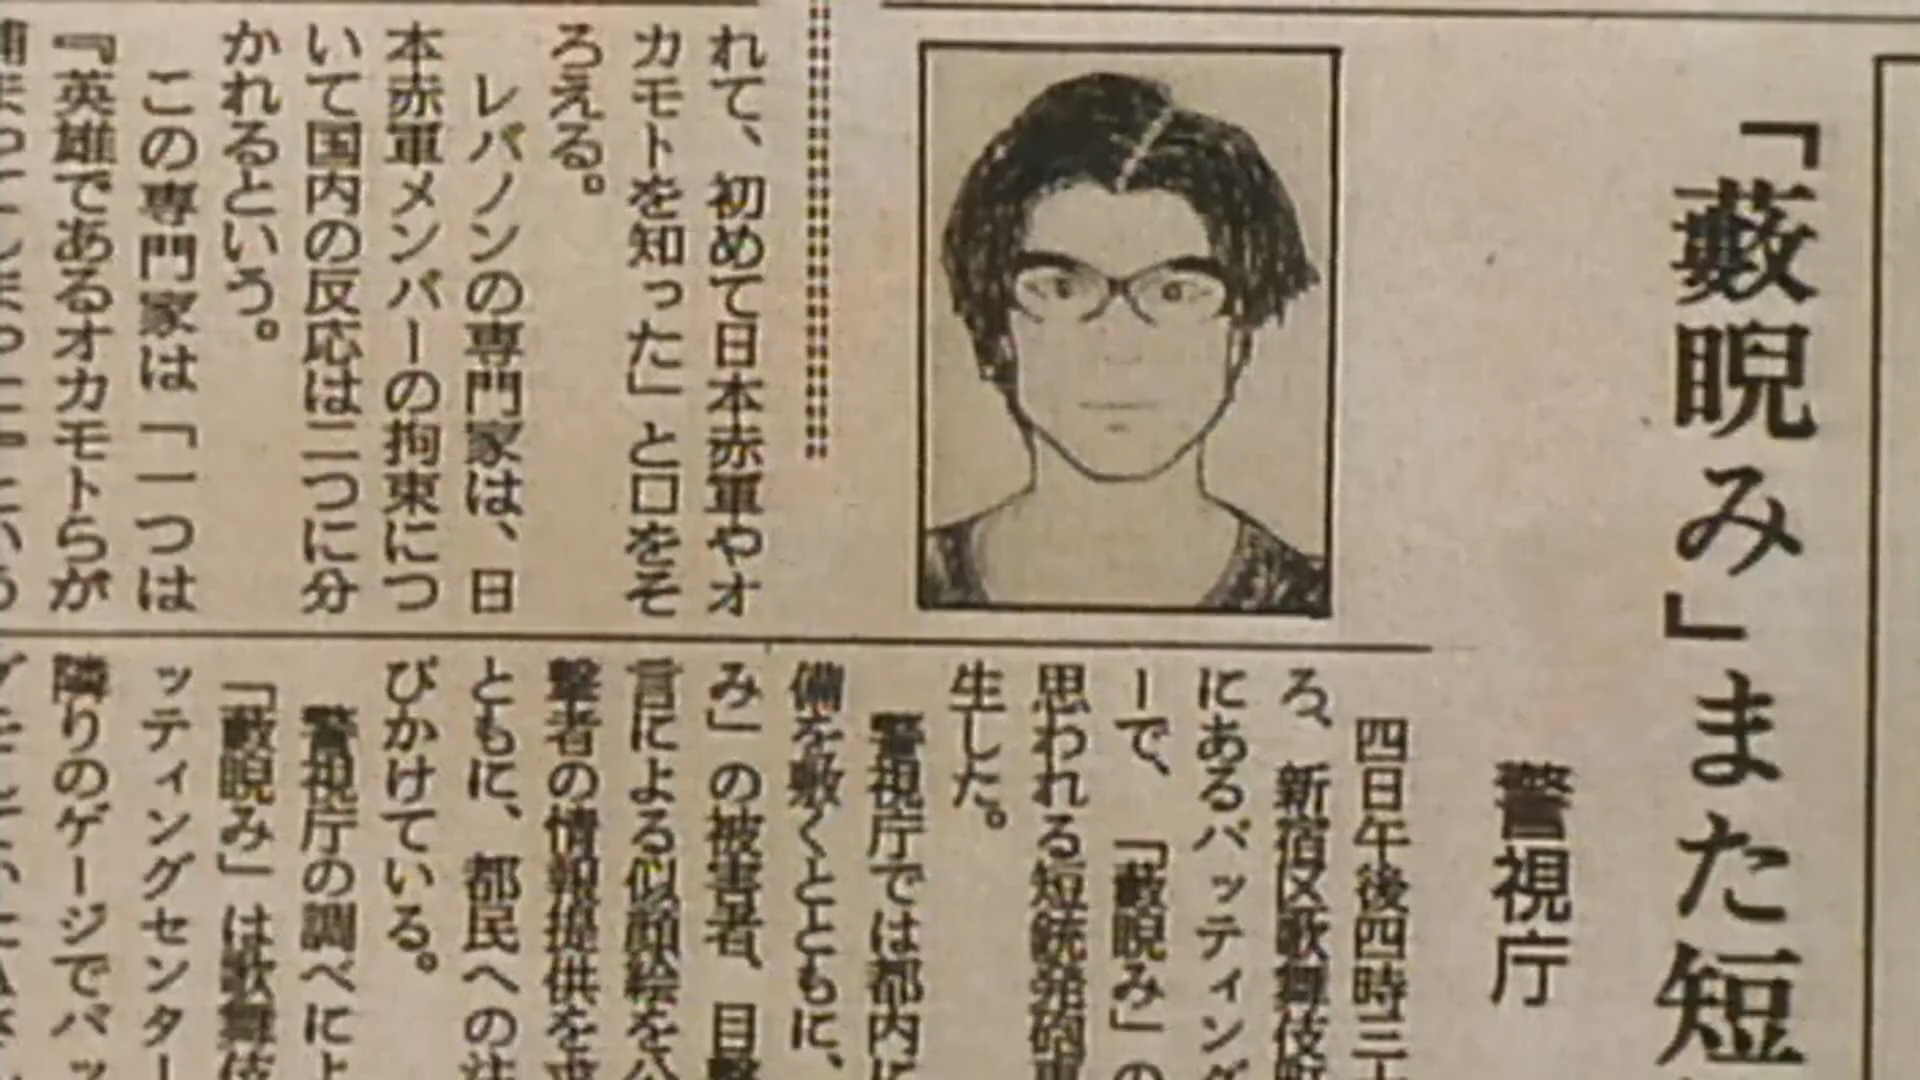 「藪睨み」また短
警視庁
れて、初めて日本赤軍やオ
カモトを知った」と口をそ
ろえる。
レバノンの専門家は、日
本赤軍メンバーの拘束につ
いて国内の反応は二つに分
かれるという。
この専門家は「一つは
『英雄であるオカモトらが
四日午後四時三十
ろ、新宿区歌舞伎町
にあるバッティング
ーで、「藪睨み」の
思われる短銃発砲事
生した。
警視庁では都内に
備を敷くとともに、
み」の被害者、目撃
言による似顔絵を公
撃者の情報提供を求
ともに、都民への注
びかけている。
警視庁の調べによ
「藪睨み」は歌舞伎
ッティングセンター
隣りのゲージでバッ